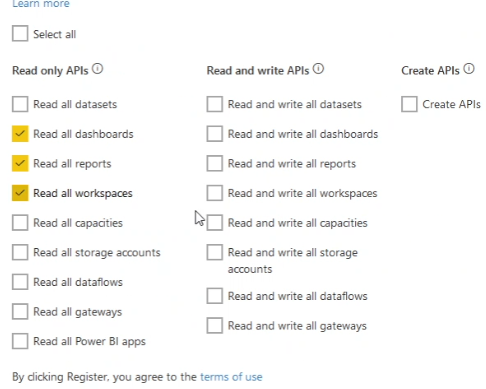 Learn more
Select all
Read only APIs
Read and write APIs
Create APIs
Read all datasets
Read and write all datasets
Create APIs
Read all dashboards
Read and write all dashboards
Read all reports
Read and write all reports
Read all workspaces
Read and write all workspaces
Read all capacities
Read and write all capacities
Read all storage accounts
Read and write all storage
accounts
Read all dataflows
Read and write all dataflows
Read all gateways
Read and write all gateways
Read all Power BI apps
By clicking Register, you agree to the terms of use